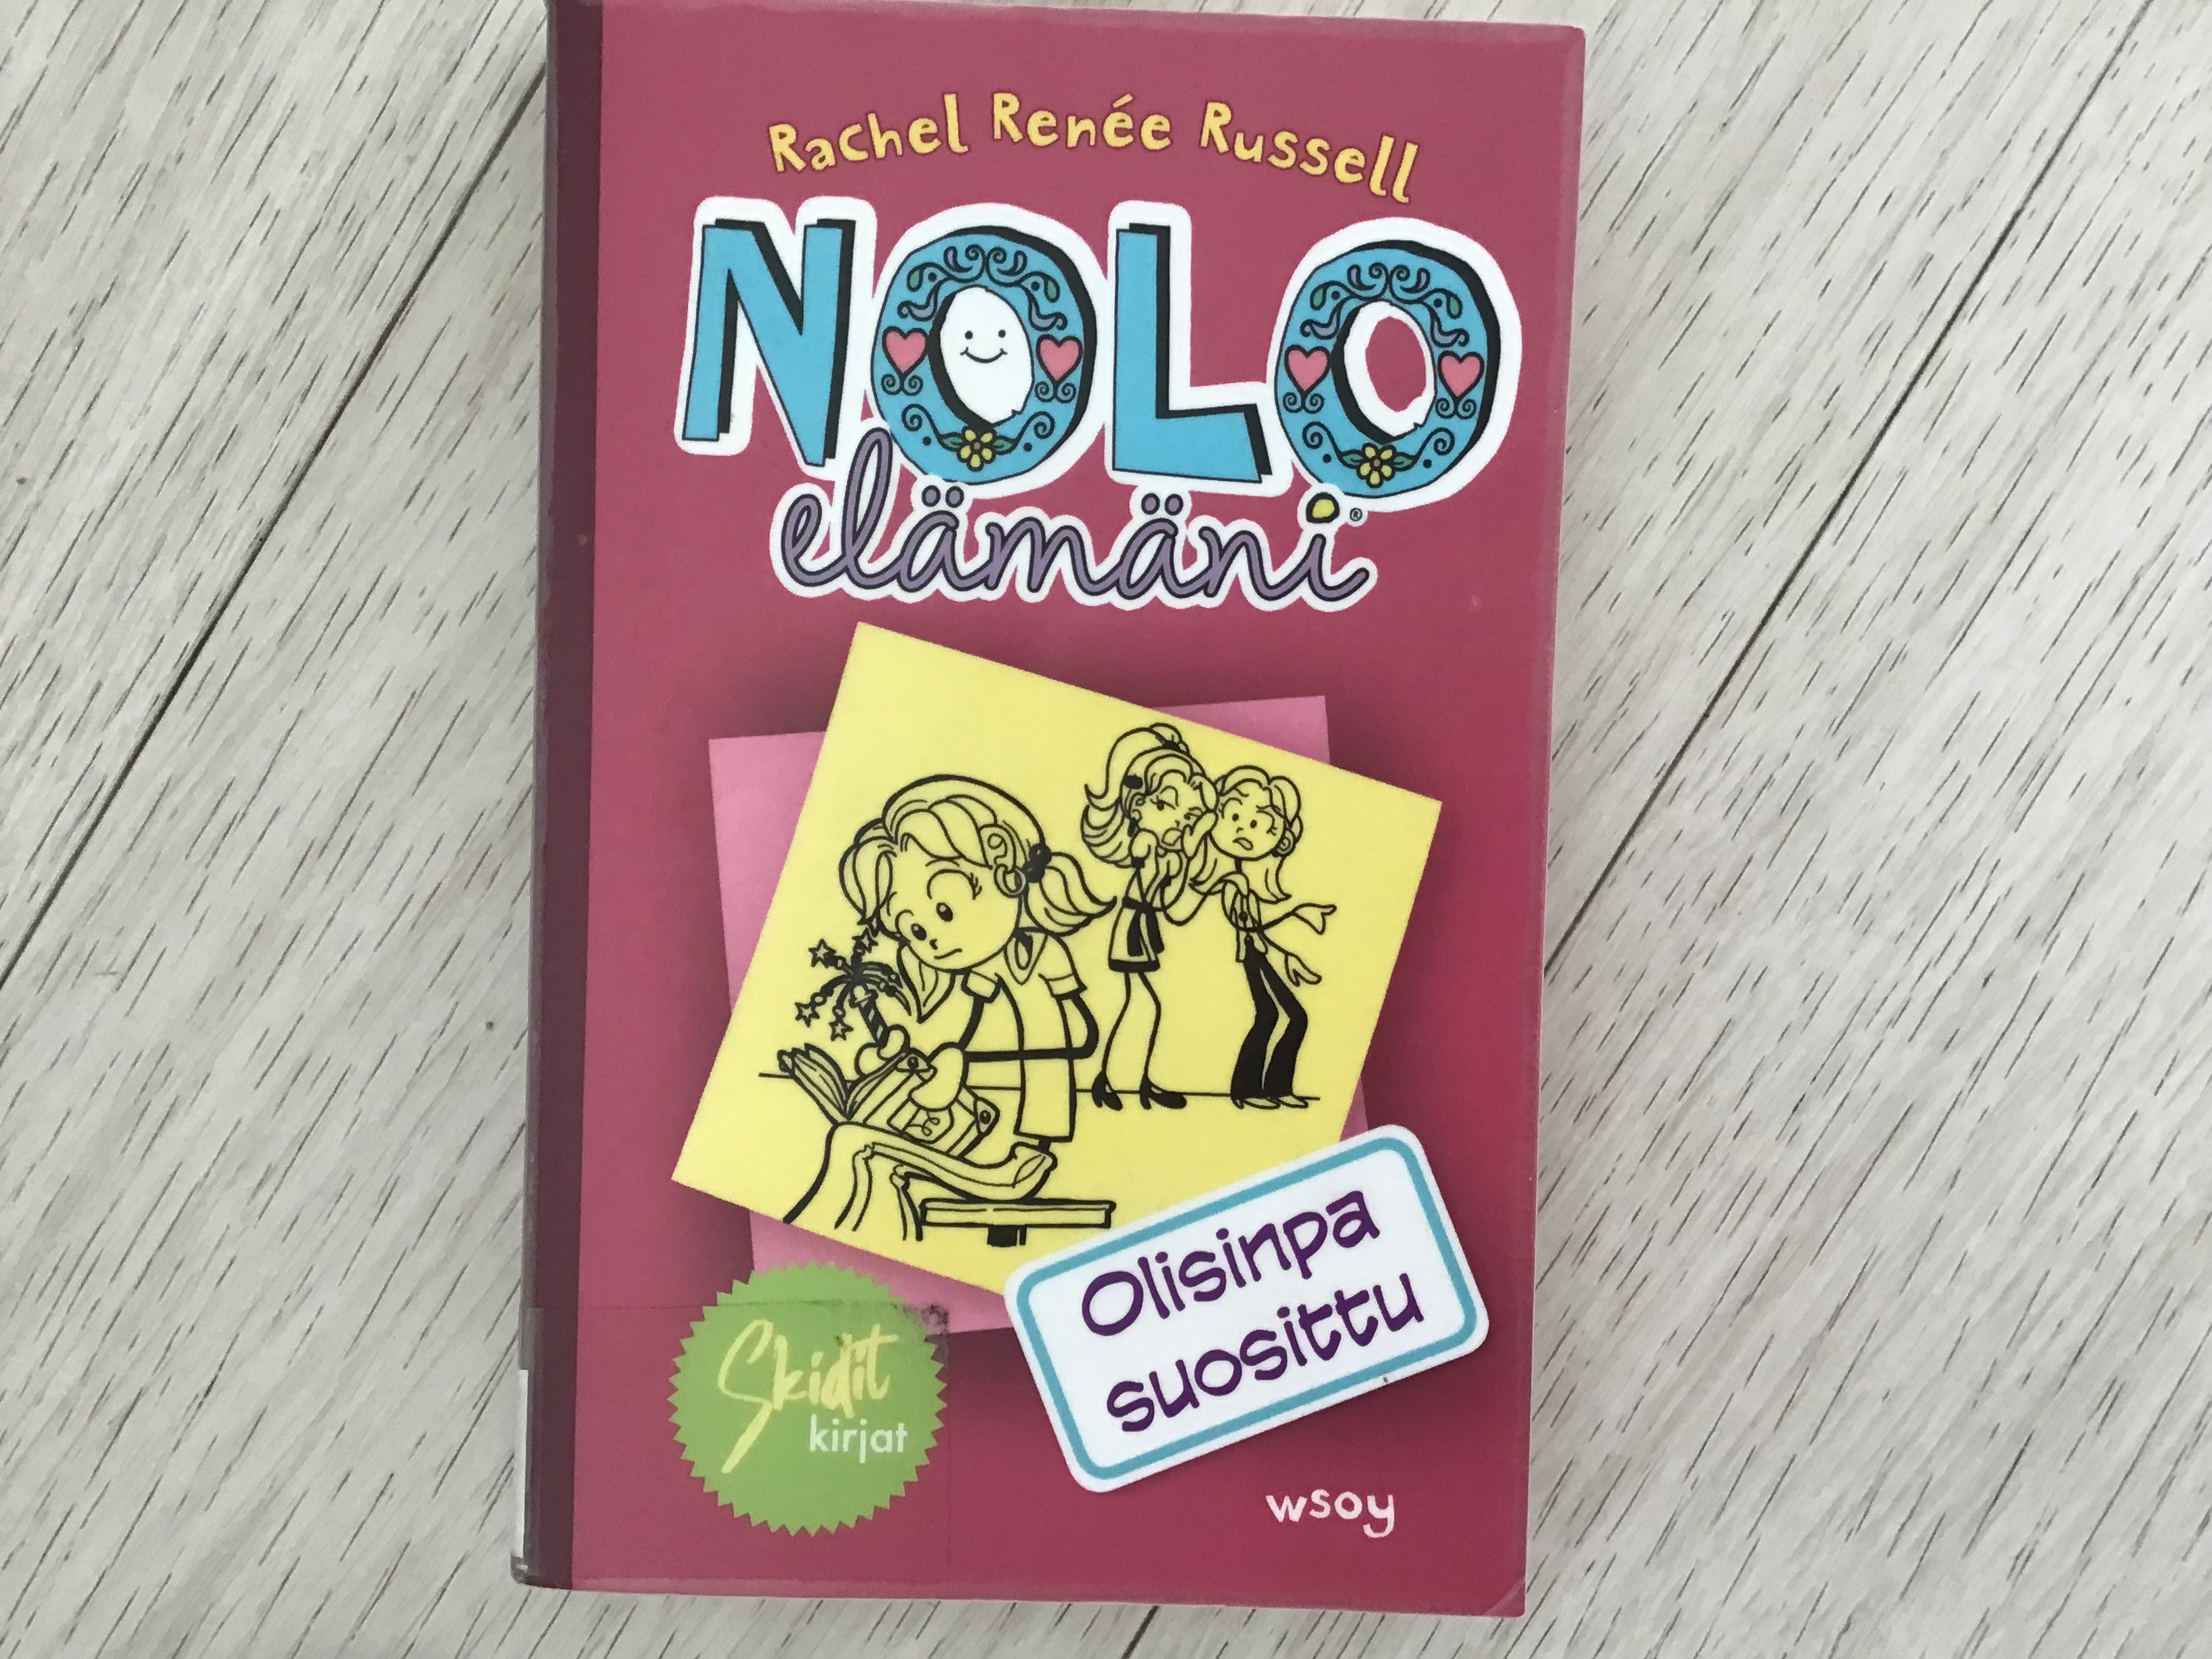 Rachel Renée Russell
NOLO
elämäni®
Olisinpa
suosittu
Skidit
kirjat
wsoy